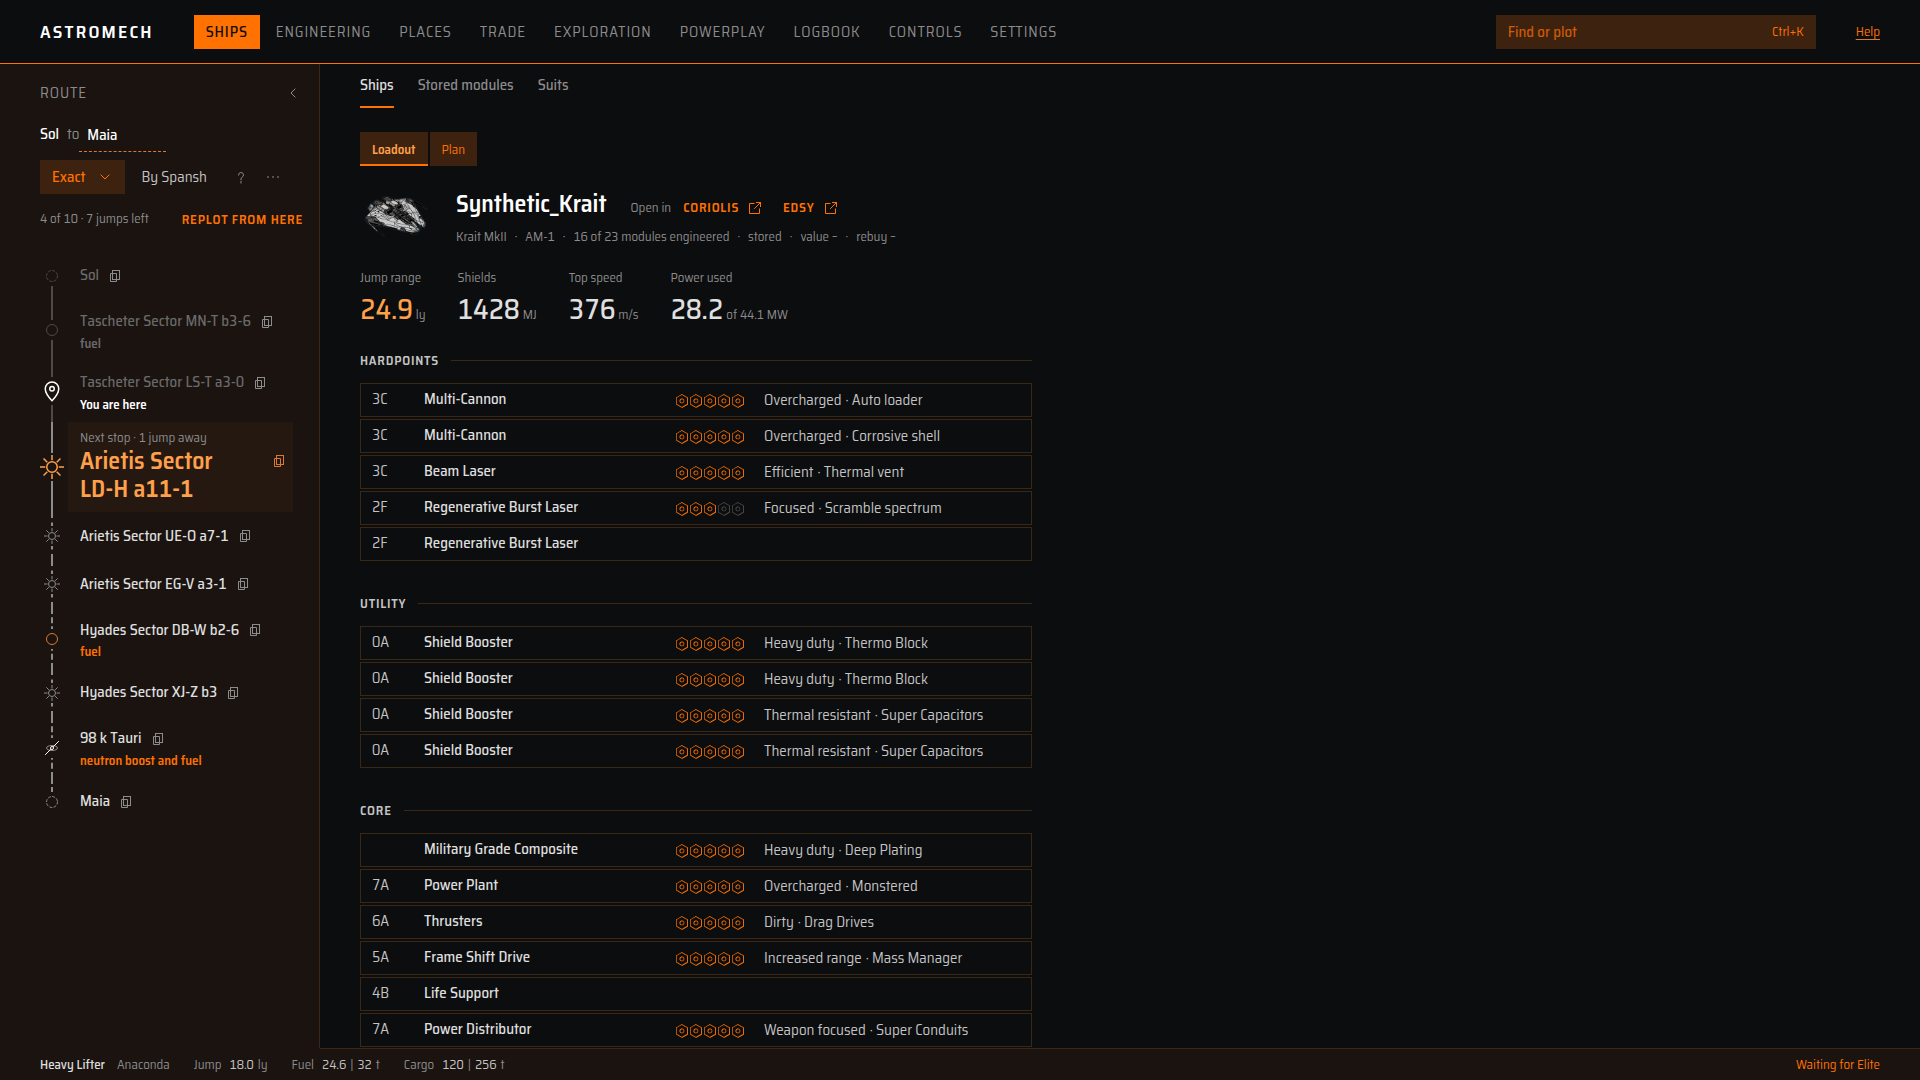 ASTROMECH SHIPS ENGINEERING PLACES TRADE EXPLORATION POWERPLAY LOGBOOK CONTROLS SETTINGS Find or plot Ctrl+K Help
ROUTE
Sol to Maia
Exact By Spansh ? ...
4 of 10 · 7 jumps left REPLOT FROM HERE
Sol
Tascheter Sector MN-T b3-6
fuel
Tascheter Sector LS-T a3-0
You are here
Next stop · 1 jump away
Arietis Sector
LD-H a11-1
Arietis Sector UE-O a7-1
Arietis Sector EG-V a3-1
Hyades Sector DB-W b2-6
fuel
Hyades Sector XJ-Z b3
98 k Tauri
neutron boost and fuel
Maia
Ships Stored modules Suits
Loadout Plan
Synthetic_Krait Open in CORIOLIS EDSY
Krait MkII · AM-1 · 16 of 23 modules engineered · stored · value – · rebuy –
Jump range Shields Top speed Power used
24.9 ly 1428 MJ 376 m/s 28.2 of 44.1 MW
HARDPOINTS
3C Multi-Cannon Overcharged · Auto loader
3C Multi-Cannon Overcharged · Corrosive shell
3C Beam Laser Efficient · Thermal vent
2F Regenerative Burst Laser Focused · Scramble spectrum
2F Regenerative Burst Laser
UTILITY
0A Shield Booster Heavy duty · Thermo Block
0A Shield Booster Heavy duty · Thermo Block
0A Shield Booster Thermal resistant · Super Capacitors
0A Shield Booster Thermal resistant · Super Capacitors
CORE
Military Grade Composite Heavy duty · Deep Plating
7A Power Plant Overcharged · Monstered
6A Thrusters Dirty · Drag Drives
5A Frame Shift Drive Increased range · Mass Manager
4B Life Support
7A Power Distributor Weapon focused · Super Conduits
Heavy Lifter Anaconda Jump 18.0 ly Fuel 24.6 | 32 t Cargo 120 | 256 t Waiting for Elite